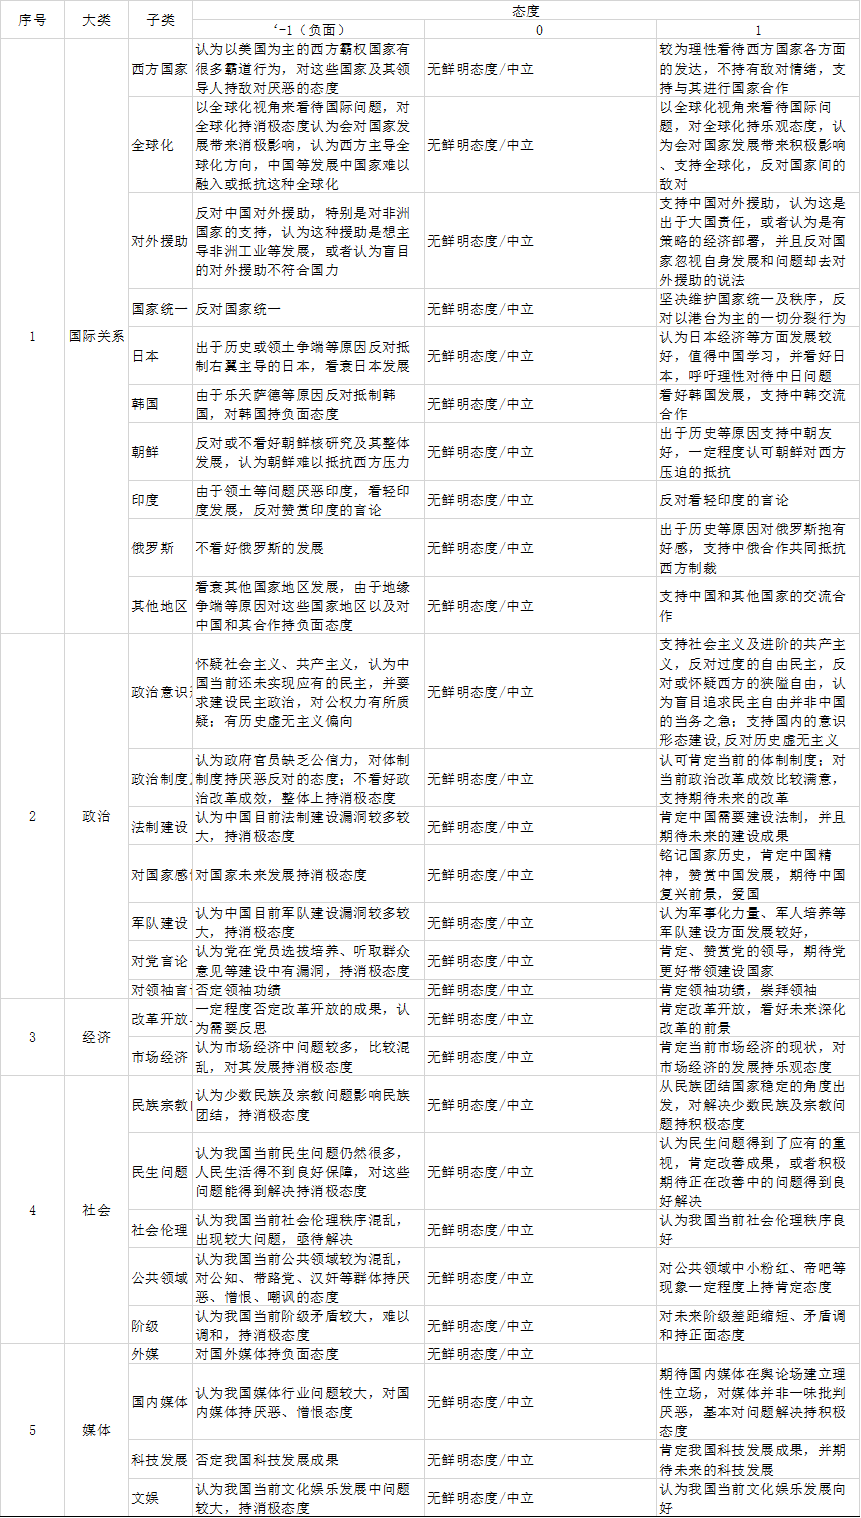 序号
大类
子类
态度
‘-1（负面）
0
1
1
国际关系
西方国家
认为以美国为主的西方霸权国家有
很多霸道行为，对这些国家及其领
导人持敌对厌恶的态度
无鲜明态度/中立
较为理性看待西方国家各方面
的发达，不持有敌对情绪，支
持与其进行国家合作
全球化
以全球化视角来看待国际问题，对
全球化持消极态度认为会对国家发
展带来消极影响，认为西方主导全
球化方向，中国等发展中国家难以
融入或抵抗这种全球化
无鲜明态度/中立
以全球化视角来看待国际问
题，对全球化持乐观态度，认
为会对国家发展带来积极影响
、支持全球化，反对国家间的
敌对
对外援助
反对中国对外援助，特别是对非洲
国家的支持，认为这种援助是想主
导非洲工业等发展，或者认为盲目
的对外援助不符合国力
无鲜明态度/中立
支持中国对外援助，认为这是
出于大国责任，或者认为是有
策略的经济部署，并且反对国
家忽视自身发展和问题却去对
外援助的说法
国家统一
反对国家统一
无鲜明态度/中立
坚决维护国家统一及秩序，反
对以港台为主的一切分裂行为
日本
出于历史或领土争端等原因反对抵
制右翼主导的日本，看衰日本发展
无鲜明态度/中立
认为日本经济等方面发展较
好，值得中国学习，并看好日
本，呼吁理性对待中日问题
韩国
由于乐天萨德等原因反对抵制韩
国，对韩国持负面态度
无鲜明态度/中立
看好韩国发展，支持中韩交流
合作
朝鲜
反对或不看好朝鲜核研究及其整体
发展，认为朝鲜难以抵抗西方压力
无鲜明态度/中立
出于历史等原因支持中朝友
好，一定程度认可朝鲜对西方
压迫的抵抗
印度
由于领土等问题厌恶印度，看轻印
度发展，反对赞赏印度的言论
无鲜明态度/中立
反对看轻印度的言论
俄罗斯
不看好俄罗斯的发展
无鲜明态度/中立
出于历史等原因对俄罗斯抱有
好感，支持中俄合作共同抵抗
西方制裁
其他地区
看衰其他国家地区发展，由于地缘
争端等原因对这些国家地区以及对
中国和其合作持负面态度
无鲜明态度/中立
支持中国和其他国家的交流合
作
2
政治
政治意识
怀疑社会主义、共产主义，认为中
国当前还未实现应有的民主，并要
求建设民主政治，对公权力有所质
疑；有历史虚无主义偏向
无鲜明态度/中立
支持社会主义及进阶的共产主
义，反对过度的自由民主，反
对或怀疑西方的狭隘自由，认
为盲目追求民主自由并非中国
的当务之急；支持国内的意识
形态建设,反对历史虚无主义
政治制度
认为政府官员缺乏公信力，对体制
制度持厌恶反对的态度；不看好政
治改革成效，整体上持消极态度
无鲜明态度/中立
认可肯定当前的体制制度；对
当前政治改革成效比较满意，
支持期待未来的改革
法制建设
认为中国目前法制建设漏洞较多较
大，持消极态度
无鲜明态度/中立
肯定中国需要建设法制，并且
期待未来的建设成果
对国家感
对国家未来发展持消极态度
无鲜明态度/中立
铭记国家历史，肯定中国精
神，赞赏中国发展，期待中国
复兴前景，爱国
军队建设
认为中国目前军队建设漏洞较多较
大，持消极态度
无鲜明态度/中立
认为军事化力量、军人培养等
军队建设方面发展较好，
对党言论
认为党在党员选拔培养、听取群众
意见等建设中有漏洞，持消极态度
无鲜明态度/中立
肯定、赞赏党的领导，期待党
更好带领建设国家
对领袖言
否定领袖功绩
无鲜明态度/中立
肯定领袖功绩，崇拜领袖
3
经济
改革开放
一定程度否定改革开放的成果，认
为需要反思
无鲜明态度/中立
肯定改革开放，看好未来深化
改革的前景
市场经济
认为市场经济中问题较多，比较混
乱，对其发展持消极态度
无鲜明态度/中立
肯定当前市场经济的现状，对
市场经济的发展持乐观态度
4
社会
民族宗教
认为少数民族及宗教问题影响民族
团结，持消极态度
无鲜明态度/中立
从民族团结国家稳定的角度出
发，对解决少数民族及宗教问
题持积极态度
民生问题
认为我国当前民生问题仍然很多，
人民生活得不到良好保障，对这些
问题能得到解决持消极态度
无鲜明态度/中立
认为民生问题得到了应有的重
视，肯定改善成果，或者积极
期待正在改善中的问题得到良
好解决
社会伦理
认为我国当前社会伦理秩序混乱，
出现较大问题，亟待解决
无鲜明态度/中立
认为我国当前社会伦理秩序良
好
公共领域
认为我国当前公共领域较为混乱，
对公知、带路党、汉奸等群体持厌
恶、憎恨、嘲讽的态度
无鲜明态度/中立
对公共领域中小粉红、帝吧等
现象一定程度上持肯定态度
阶级
认为我国当前阶级矛盾较大，难以
调和，持消极态度
无鲜明态度/中立
对未来阶级差距缩短、矛盾调
和持正面态度
5
媒体
外媒
对国外媒体持负面态度
无鲜明态度/中立
国内媒体
认为我国媒体行业问题较大，对国
内媒体持厌恶、憎恨态度
无鲜明态度/中立
期待国内媒体在舆论场建立理
性立场，对媒体并非一味批判
厌恶，基本对问题解决持积极
态度
科技发展
否定我国科技发展成果
无鲜明态度/中立
肯定我国科技发展成果，并期
待未来的科技发展
文娱
认为我国当前文化娱乐发展中问题
较大，持消极态度
无鲜明态度/中立
认为我国当前文化娱乐发展向
好